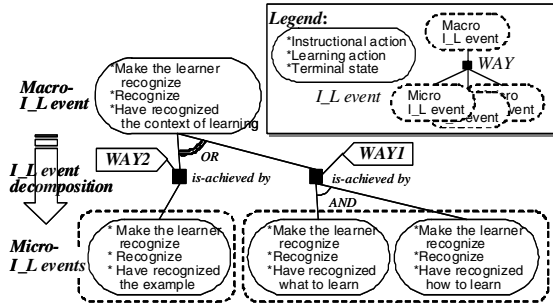 Legend:
*Instructional action
*Learning action
*Terminal state
I_L event
Macro
I_L event
WAY
Micro
I_L event
Micro
I_L event
Macro-
I_L event
*Make the learner
recognize
*Recognize
*Have recognized
the context of learning
OR
WAY2
WAY1
is-achieved by
is-achieved by
AND
I_L event
decomposition
Micro-
I_L events
* Make the learner
recognize
* Recognize
* Have recognized
the example
* Make the learner
recognize
*Recognize
*Have recognized
what to learn
* Make the learner
recognize
*Recognize
*Have recognized
how to learn